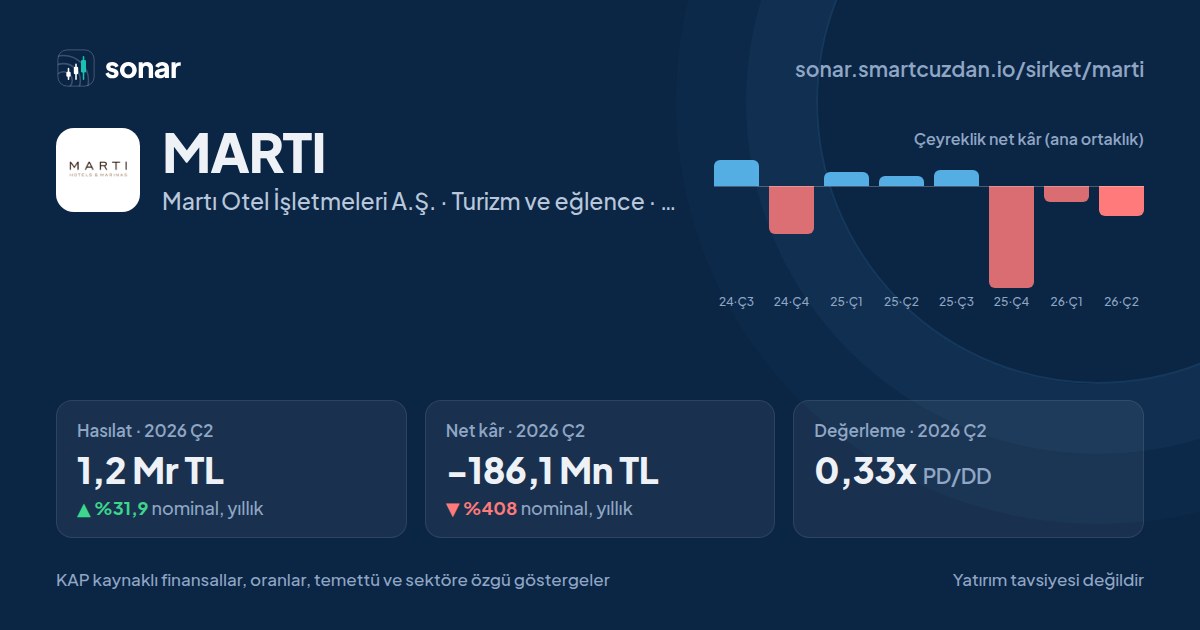 sonar
sonar.smartcuzdan.io/sirket/marti
MARTI
HOTELS & MARINAS
MARTI
Martı Otel İşletmeleri A.Ş. · Turizm ve eğlence · ...
Çeyreklik net kâr (ana ortaklık)
24·Ç3 24·Ç4 25·Ç1 25·Ç2 25·Ç3 25·Ç4 26·Ç1 26·Ç2
Hasılat · 2026 Ç2
1,2 Mr TL
▲ %31,9 nominal, yıllık
Net kâr · 2026 Ç2
−186,1 Mn TL
▼ %408 nominal, yıllık
Değerleme · 2026 Ç2
0,33x PD/DD
KAP kaynaklı finansallar, oranlar, temettü ve sektöre özgü göstergeler
Yatırım tavsiyesi değildir